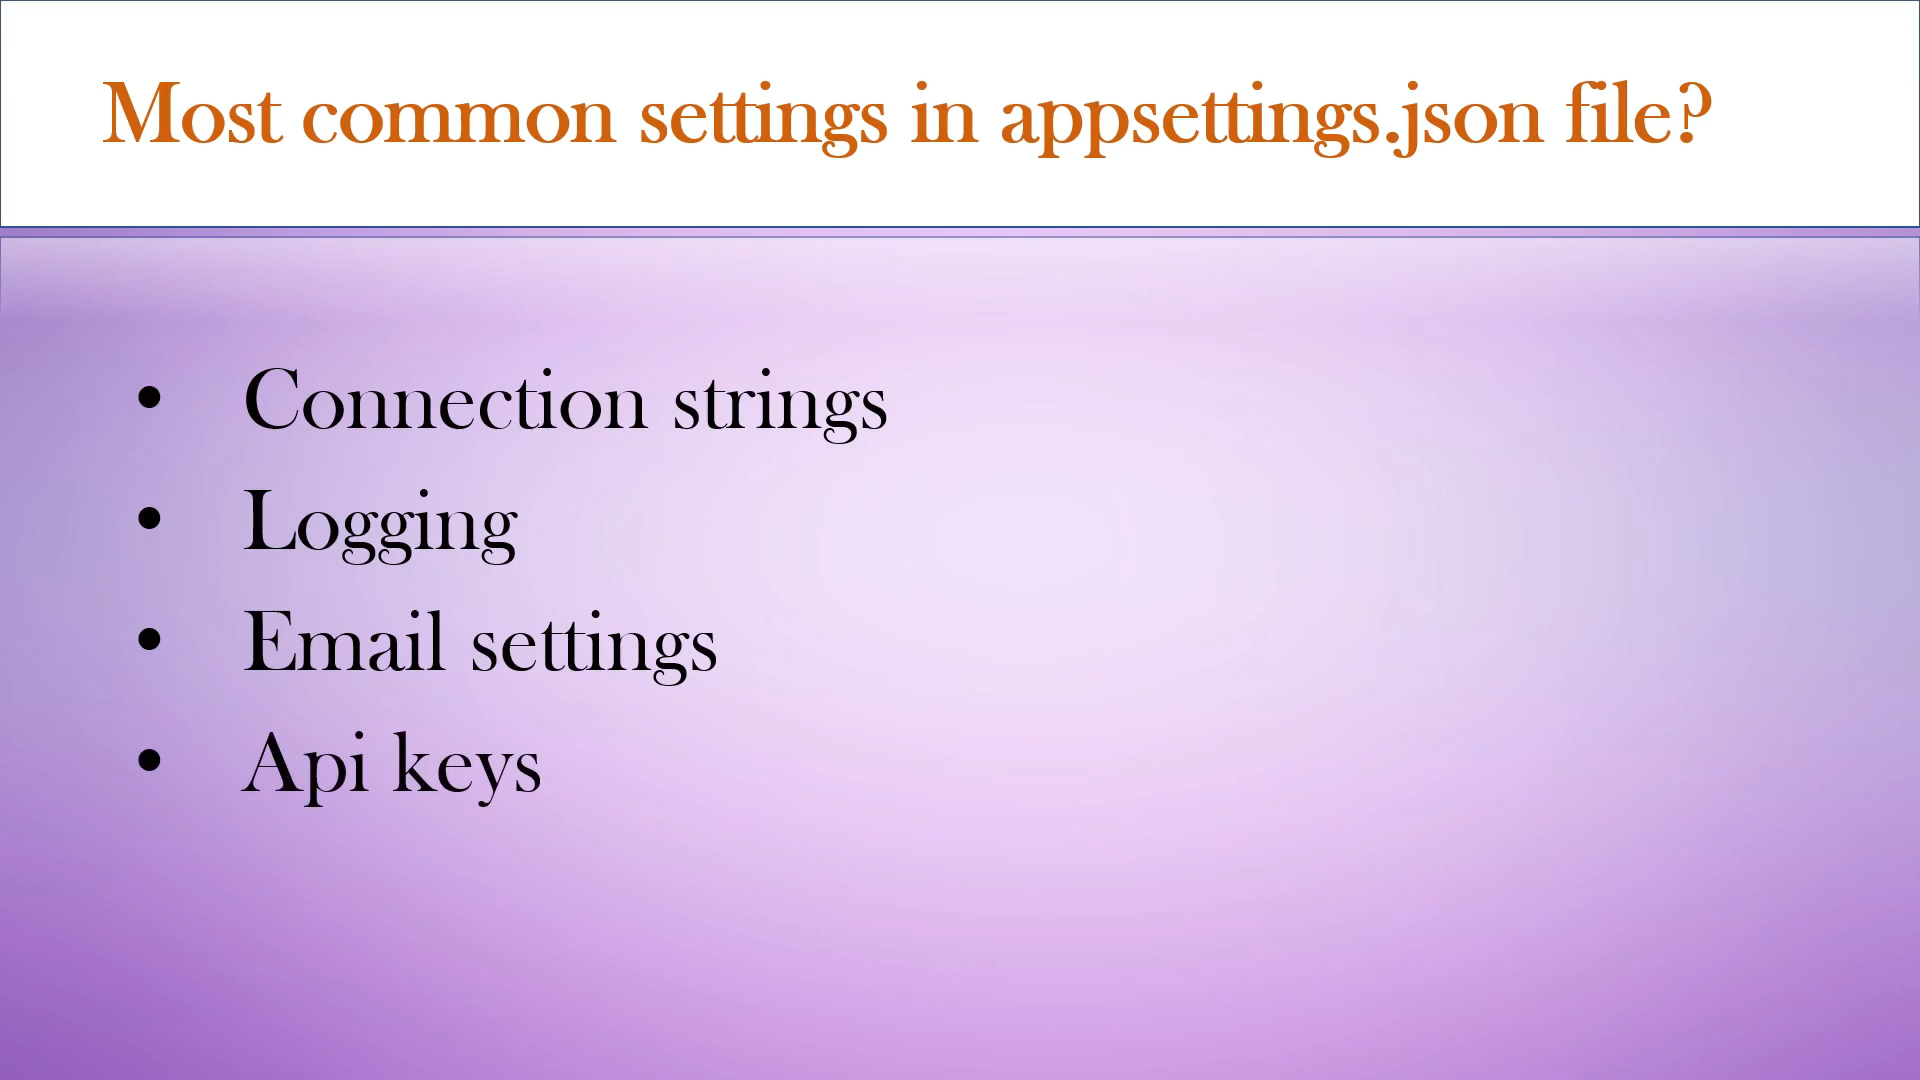 Most common settings in appsettings.json file?
• Connection strings
• Logging
• Email settings
• Api keys